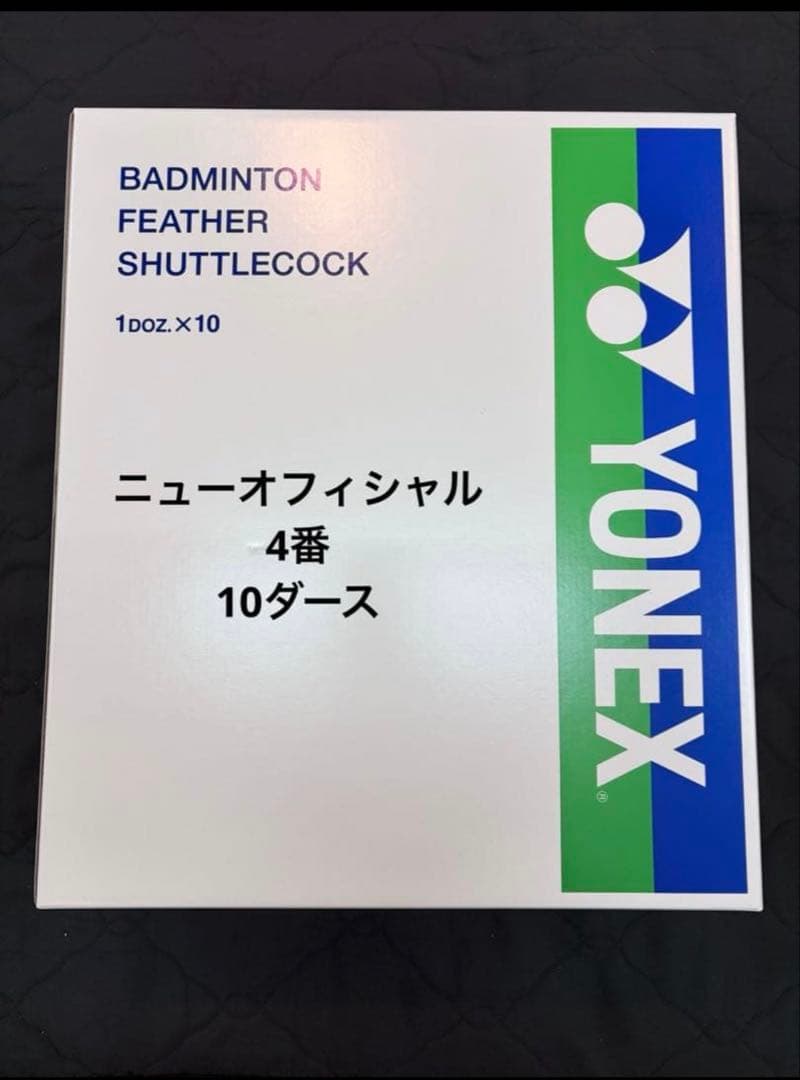 BADMINTON
FEATHER
SHUTTLECOCK
1DOZ.×10
ニューオフィシャル
4番
10ダース
YONEX®